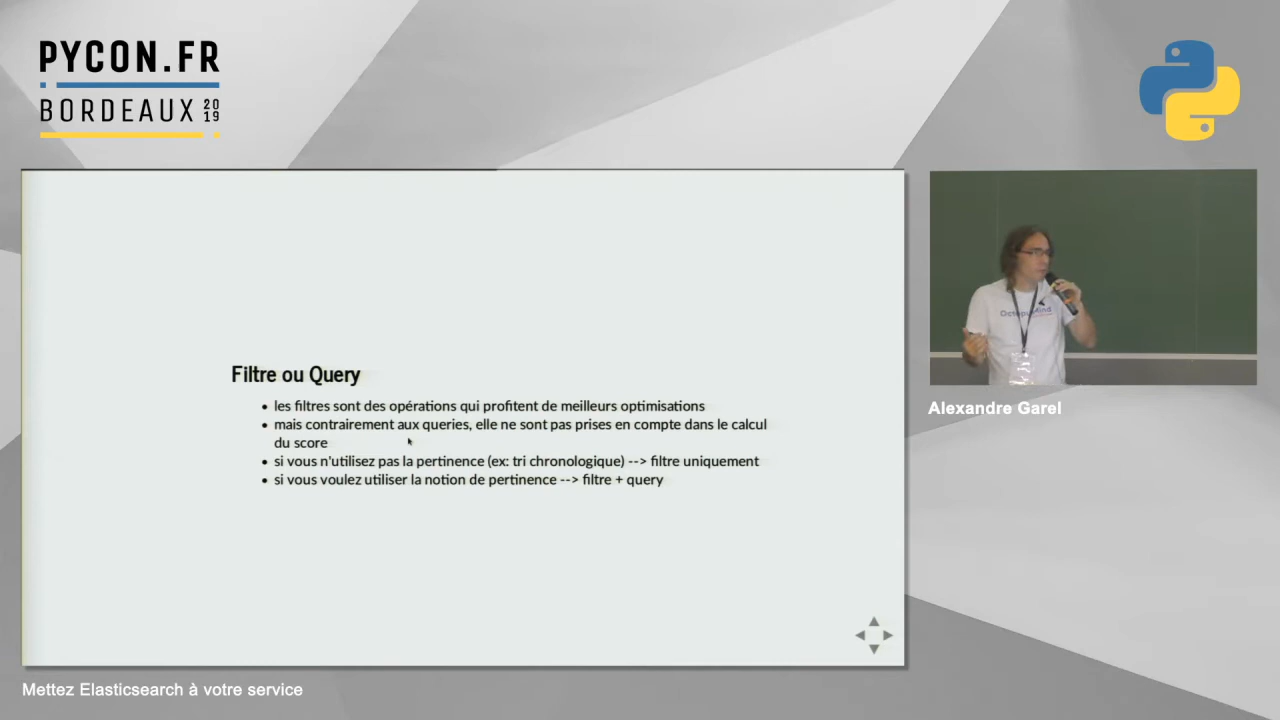 PYCON.FR
BORDEAUX 2019
Filtre ou Query
les filtres sont des opérations qui profitent de meilleurs optimisations
mais contrairement aux queries, elle ne sont pas prises en compte dans le calcul
du score
si vous n'utilisez pas la pertinence (ex: tri chronologique) --> filtre uniquement
si vous voulez utiliser la notion de pertinence --> filtre + query
OctopusMind
Alexandre Garel
Mettez Elasticsearch à votre service